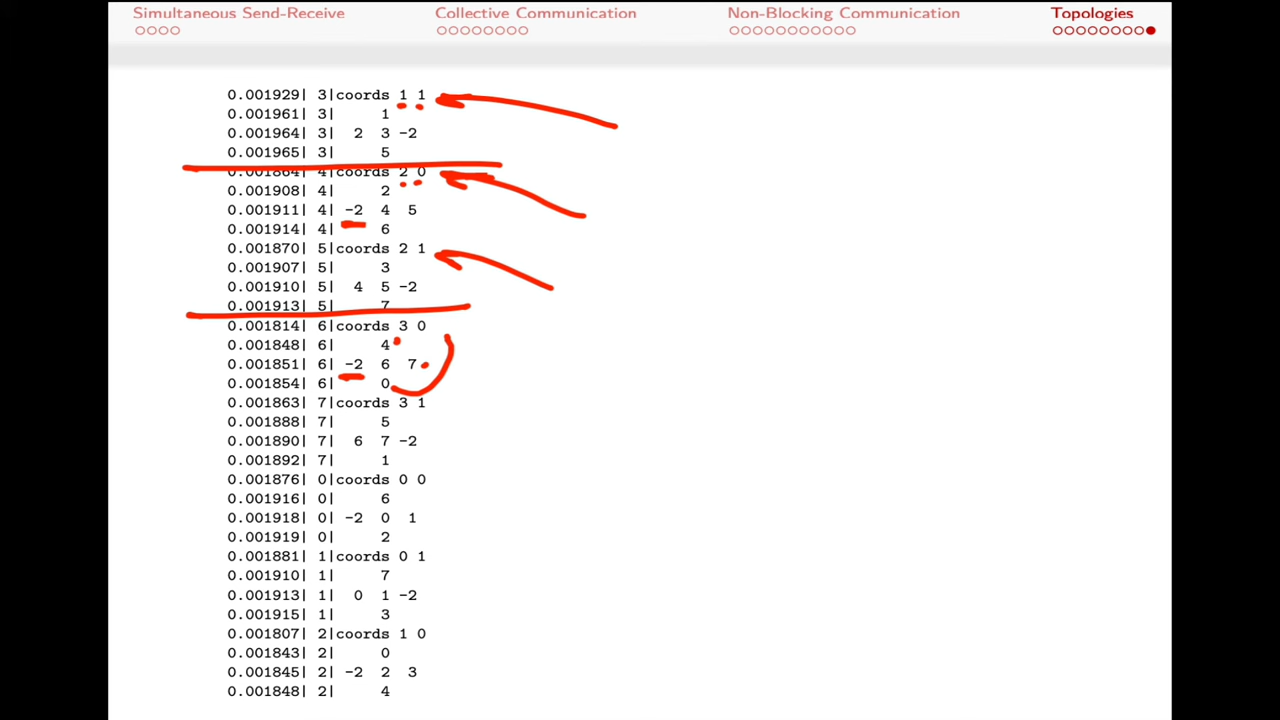 Simultaneous Send-Receive Collective Communication Non-Blocking Communication Topologies
0.001929| 3|coords 1 1
0.001961| 3| 1
0.001964| 3| 2 3 -2
0.001965| 3| 5
0.001864| 4|coords 2 0
0.001908| 4| 2
0.001911| 4| -2 4 5
0.001914| 4| 6
0.001870| 5|coords 2 1
0.001907| 5| 3
0.001910| 5| 4 5 -2
0.001913| 5| 7
0.001814| 6|coords 3 0
0.001848| 6| 4
0.001851| 6| -2 6 7
0.001854| 6| 0
0.001863| 7|coords 3 1
0.001888| 7| 5
0.001890| 7| 6 7 -2
0.001892| 7| 1
0.001876| 0|coords 0 0
0.001916| 0| 6
0.001918| 0| -2 0 1
0.001919| 0| 2
0.001881| 1|coords 0 1
0.001910| 1| 7
0.001913| 1| 0 1 -2
0.001915| 1| 3
0.001807| 2|coords 1 0
0.001843| 2| 0
0.001845| 2| -2 2 3
0.001848| 2| 4